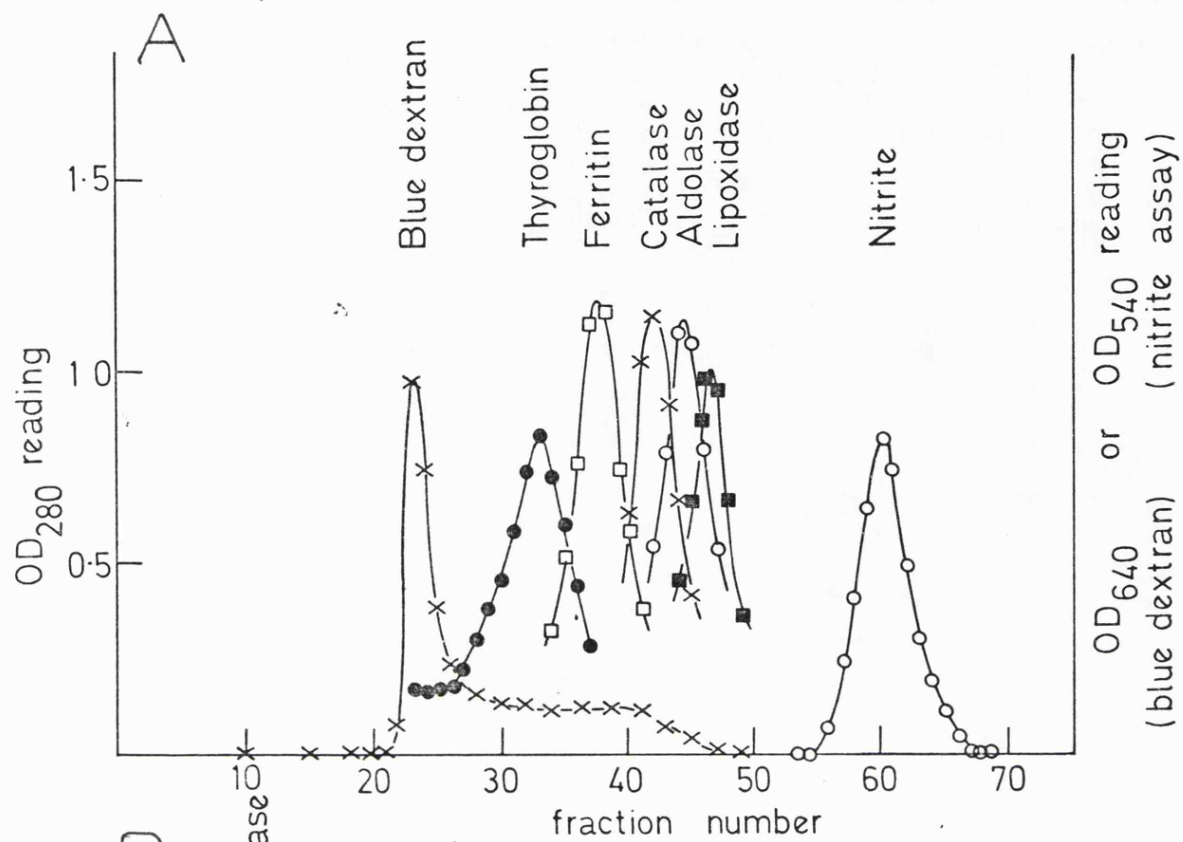 A
Blue dextran
Thyroglobin
Ferritin
Catalase
Aldolase
Lipoxidase
Nitrite
1·5
1 0
0·5
OD280 reading
OD640 or OD540 reading
(blue dextran) (nitrite assay)
10 20 30 40 50 60 70
fraction number
ase